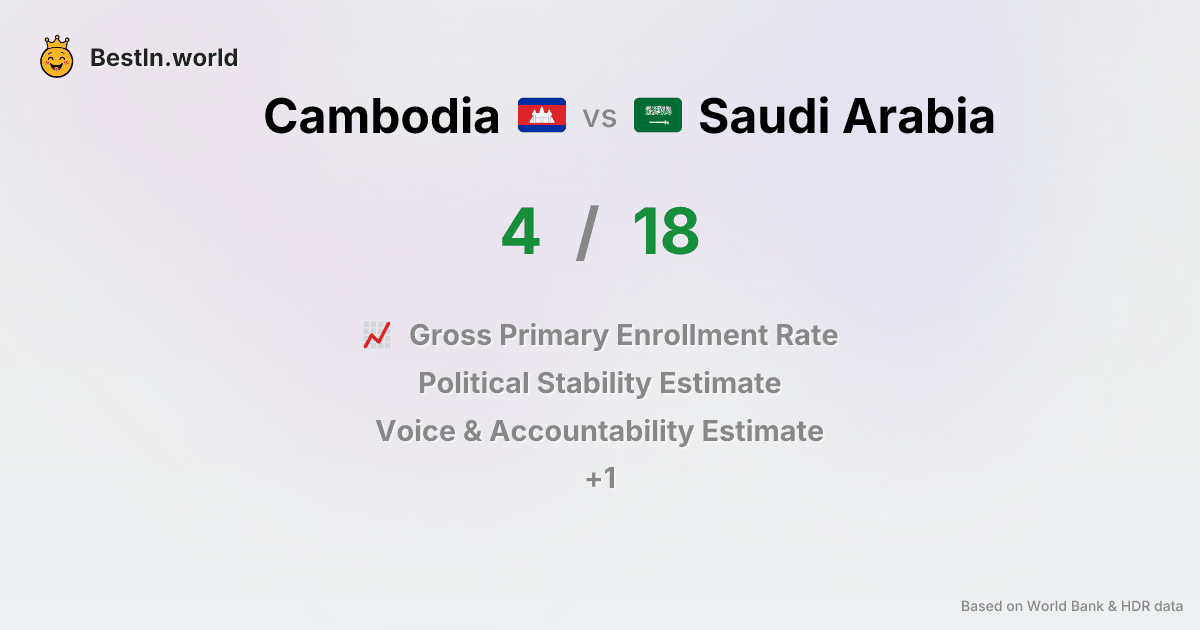 BestIn.world
Cambodia vs Saudi Arabia
4 / 18
Gross Primary Enrollment Rate
Political Stability Estimate
Voice & Accountability Estimate
+1
Based on World Bank & HDR data